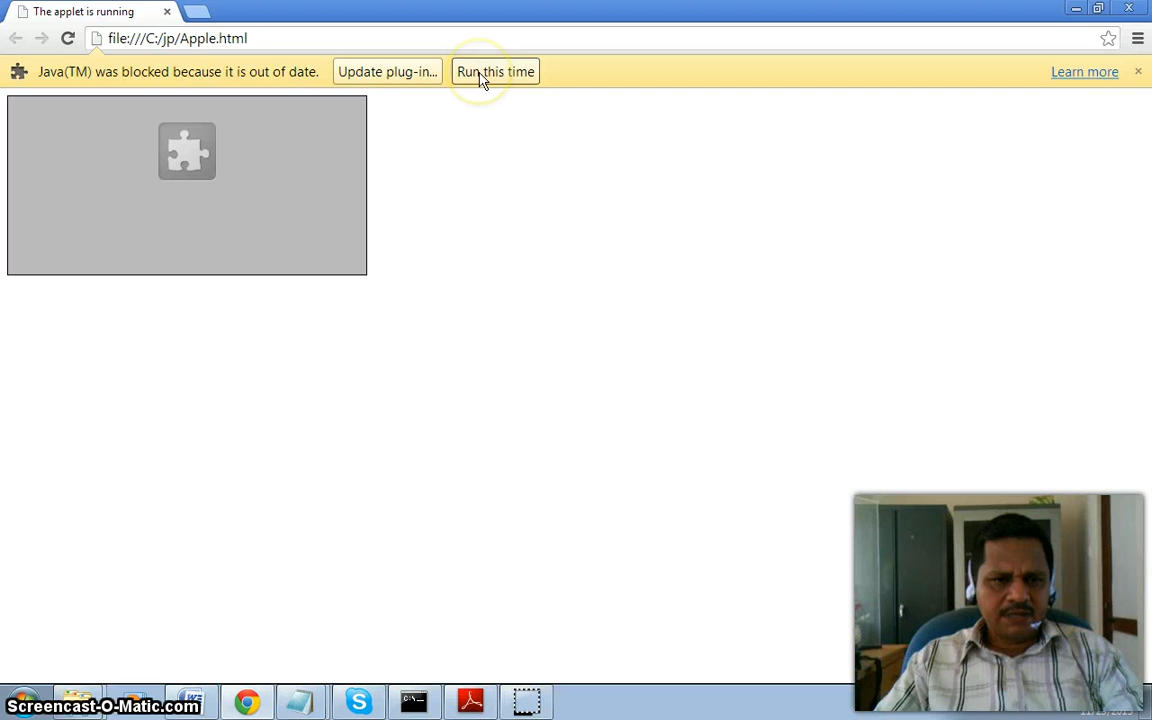 The applet is running
file:///C:/jp/Apple.html
Java(TM) was blocked because it is out of date. Update plug-in... Run this time Learn more
Screencast-O-Matic.com